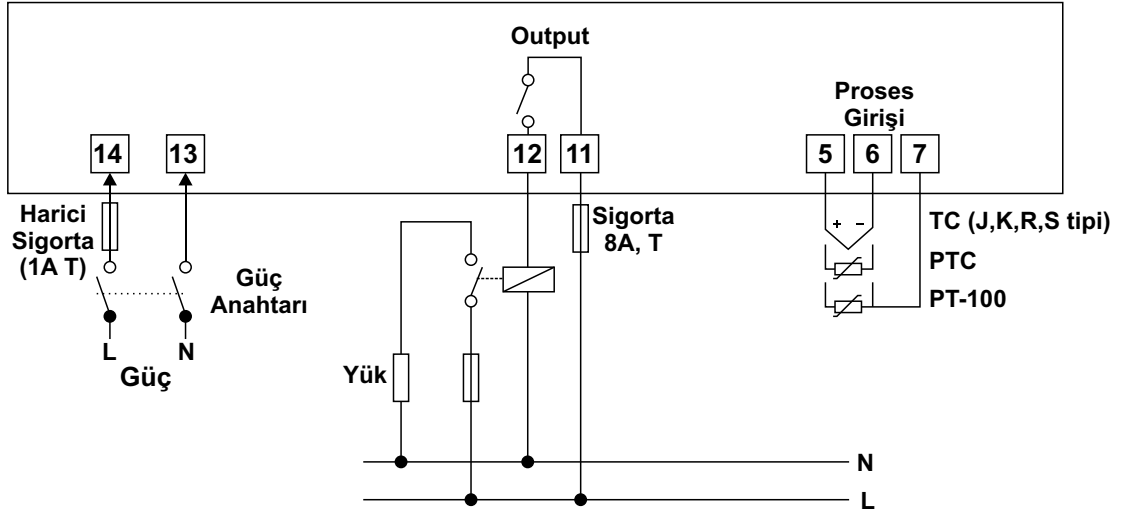 Output
Proses
Girişi
14
13
12
11
5
6
7
Harici
Sigorta
(1A T)
Güç
Anahtarı
L
N
Güç
Sigorta
8A, T
Yük
+
-
TC (J,K,R,S tipi)
PTC
PT-100
N
L